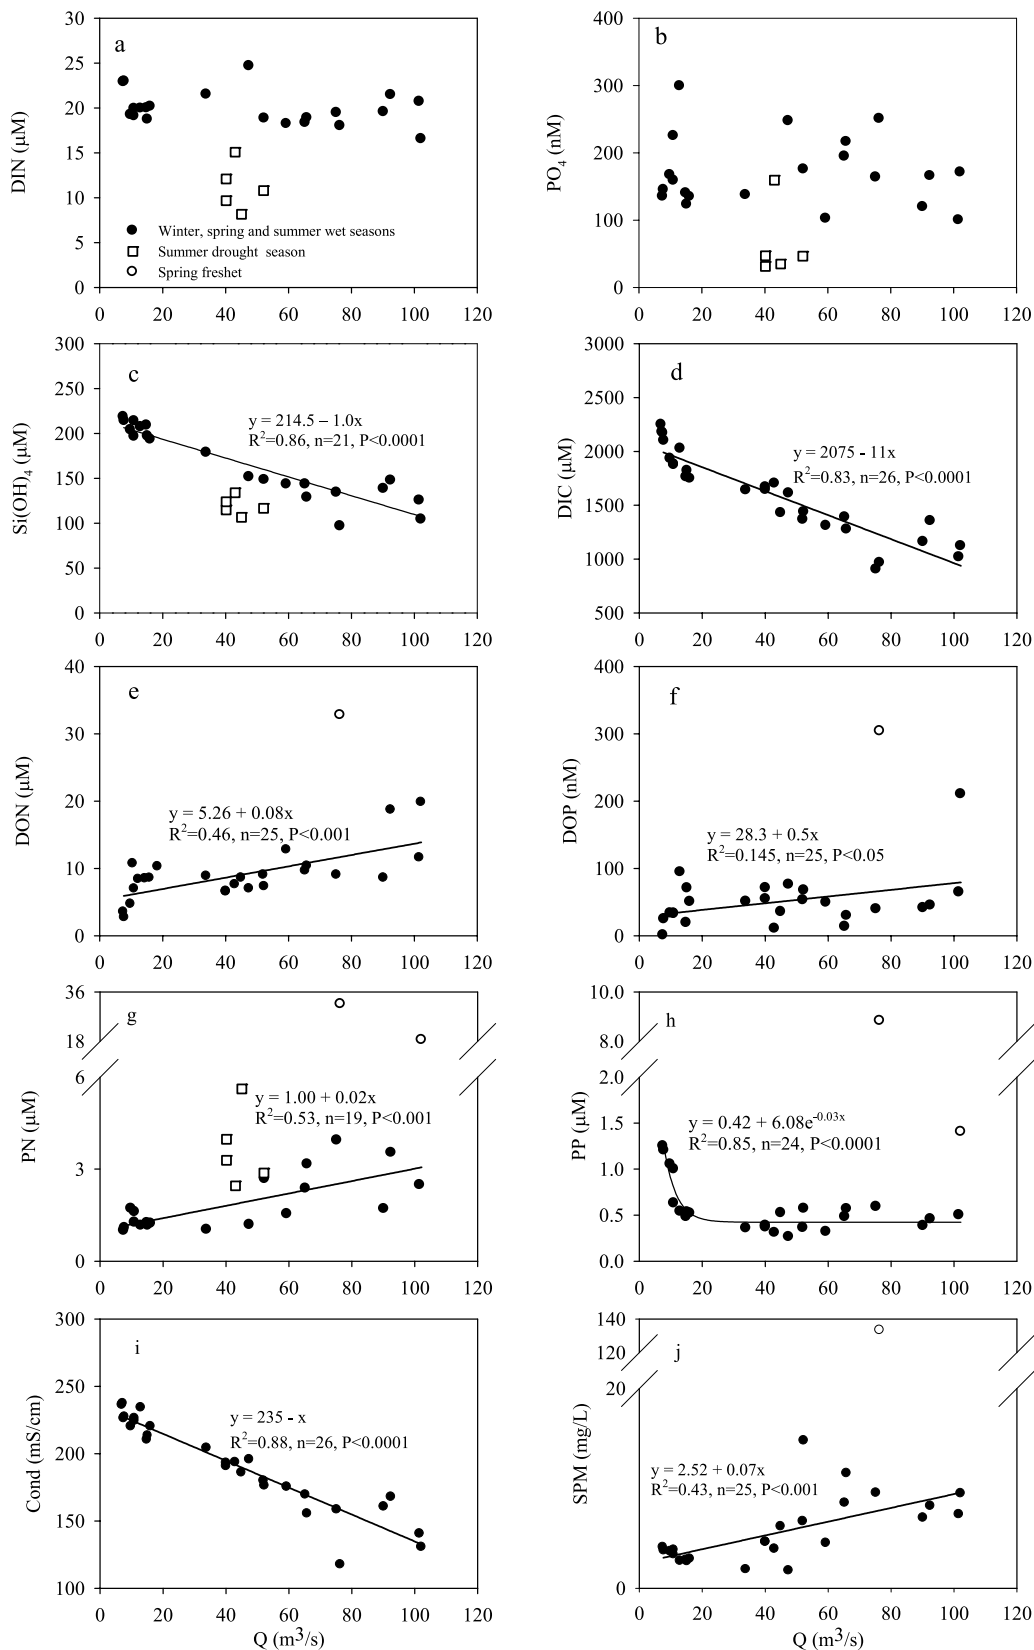 30
25
20
15
10
5
0
DIN (µM)
a
Winter, spring and summer wet seasons
Summer drought season
Spring freshet
0 20 40 60 80 100 120
400
300
200
100
0
PO4 (nM)
b
0 20 40 60 80 100 120
300
250
200
150
100
50
0
Si(OH)4 (µM)
c
y = 214.5 – 1.0x
R2=0.86, n=21, P<0.0001
0 20 40 60 80 100 120
3000
2500
2000
1500
1000
500
DIC (µM)
d
y = 2075 - 11x
R2=0.83, n=26, P<0.0001
0 20 40 60 80 100 120
40
30
20
10
0
DON (µM)
e
y = 5.26 + 0.08x
R2=0.46, n=25, P<0.001
0 20 40 60 80 100 120
400
300
200
100
0
DOP (nM)
f
y = 28.3 + 0.5x
R2=0.145, n=25, P<0.05
0 20 40 60 80 100 120
36
18
6
3
0
PN (µM)
g
y = 1.00 + 0.02x
R2=0.53, n=19, P<0.001
0 20 40 60 80 100 120
10.0
8.0
2.0
1.5
1.0
0.5
0.0
PP (µM)
h
y = 0.42 + 6.08e-0.03x
R2=0.85, n=24, P<0.0001
0 20 40 60 80 100 120
300
250
200
150
100
Cond (mS/cm)
i
y = 235 - x
R2=0.88, n=26, P<0.0001
0 20 40 60 80 100 120
Q (m3/s)
140
120
20
0
SPM (mg/L)
j
y = 2.52 + 0.07x
R2=0.43, n=25, P<0.001
0 20 40 60 80 100 120
Q (m3/s)